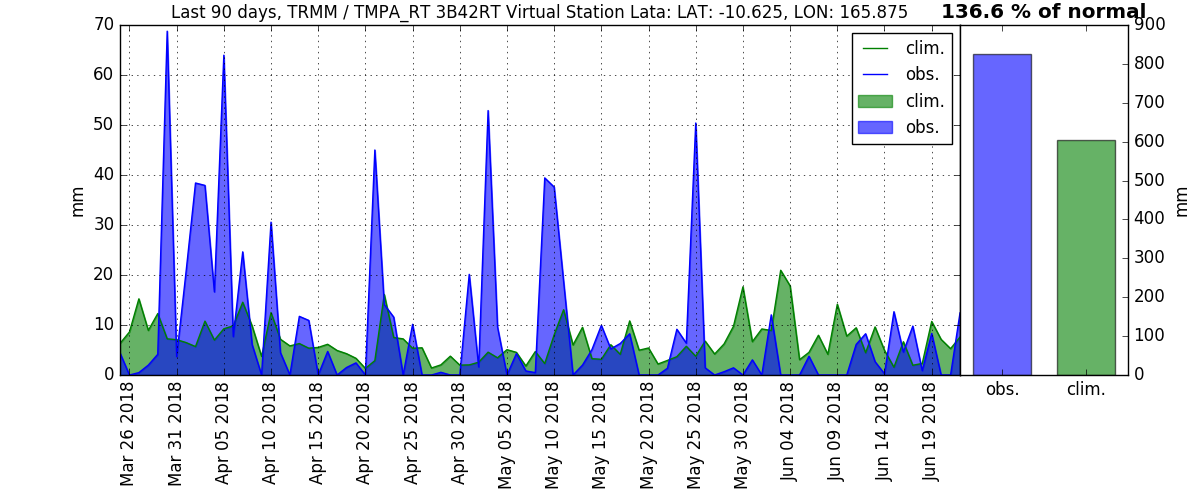 Last 90 days, TRMM / TMPA_RT 3B42RT Virtual Station Lata: LAT: -10.625, LON: 165.875
136.6 % of normal
70
60
50
40
30
20
10
0
mm
clim.
obs.
clim.
obs.
900
800
700
600
500
400
300
200
100
0
mm
Mar 26 2018
Mar 31 2018
Apr 05 2018
Apr 10 2018
Apr 15 2018
Apr 20 2018
Apr 25 2018
Apr 30 2018
May 05 2018
May 10 2018
May 15 2018
May 20 2018
May 25 2018
May 30 2018
Jun 04 2018
Jun 09 2018
Jun 14 2018
Jun 19 2018
obs.
clim.